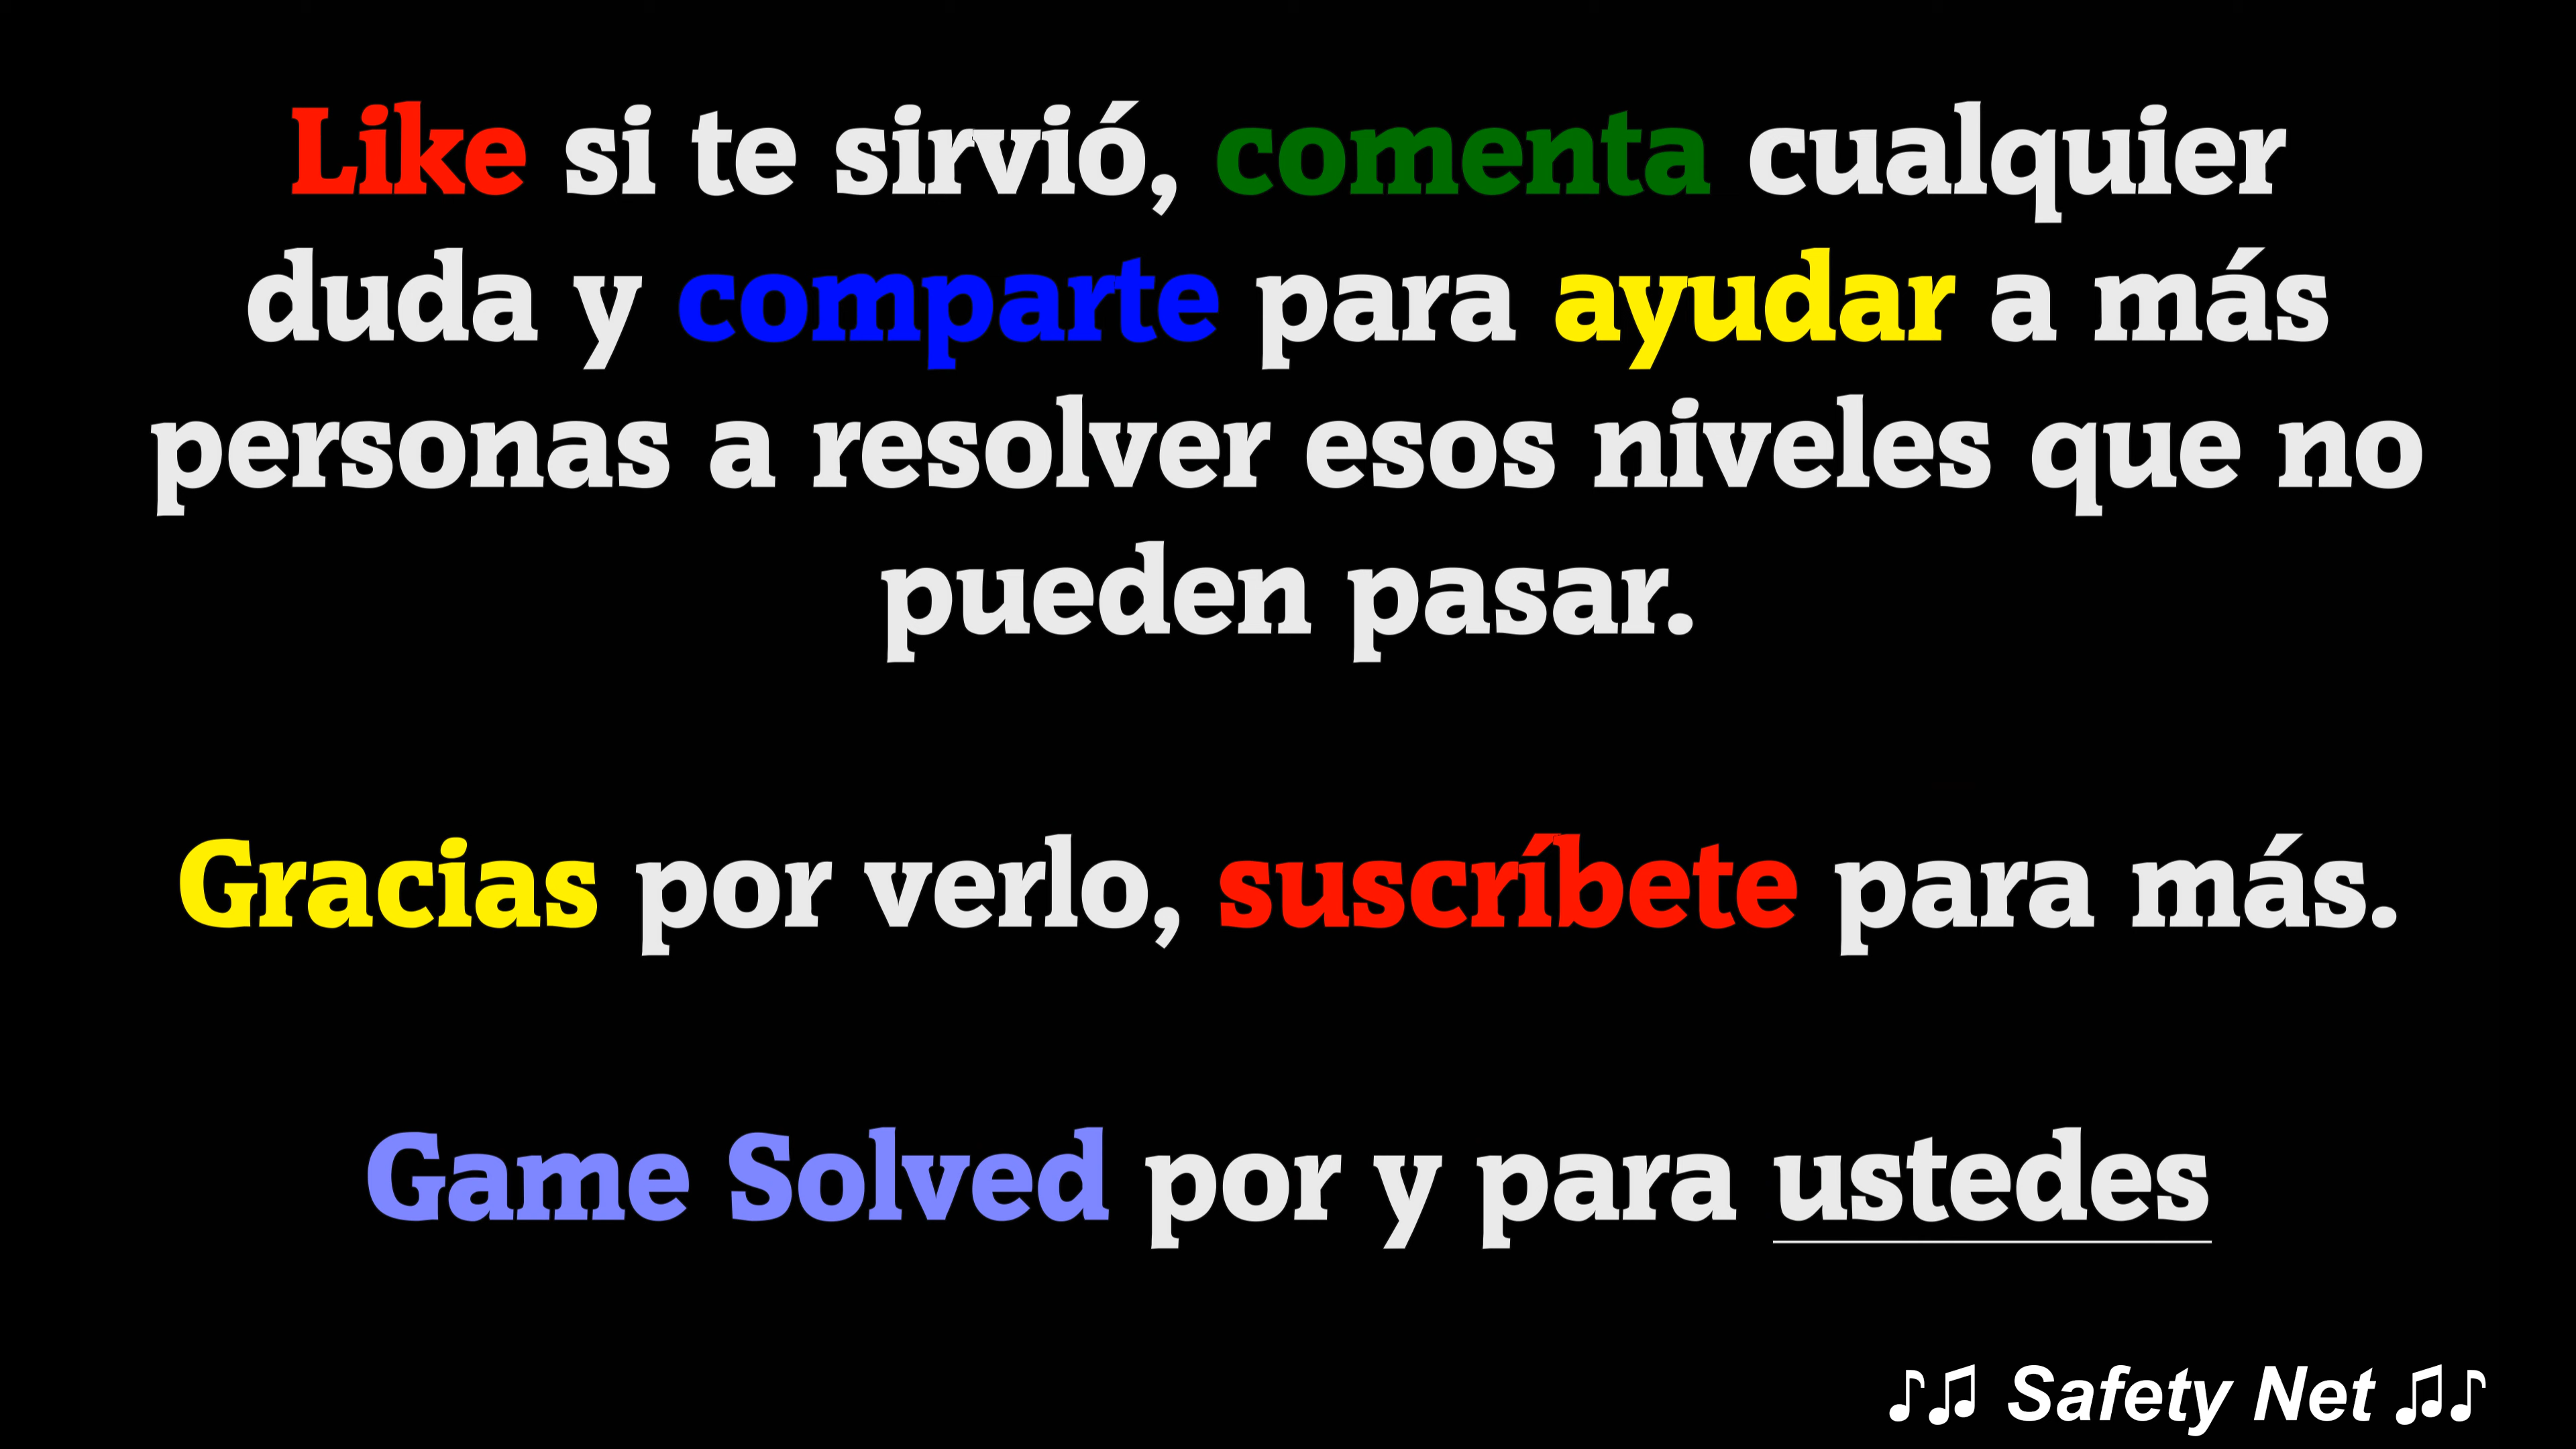 Like si te sirvió, comenta cualquier
duda y comparte para ayudar a más
personas a resolver esos niveles que no
pueden pasar.
Gracias por verlo, suscríbete para más.
Game Solved por y para ustedes
♪♫ Safety Net ♫♪